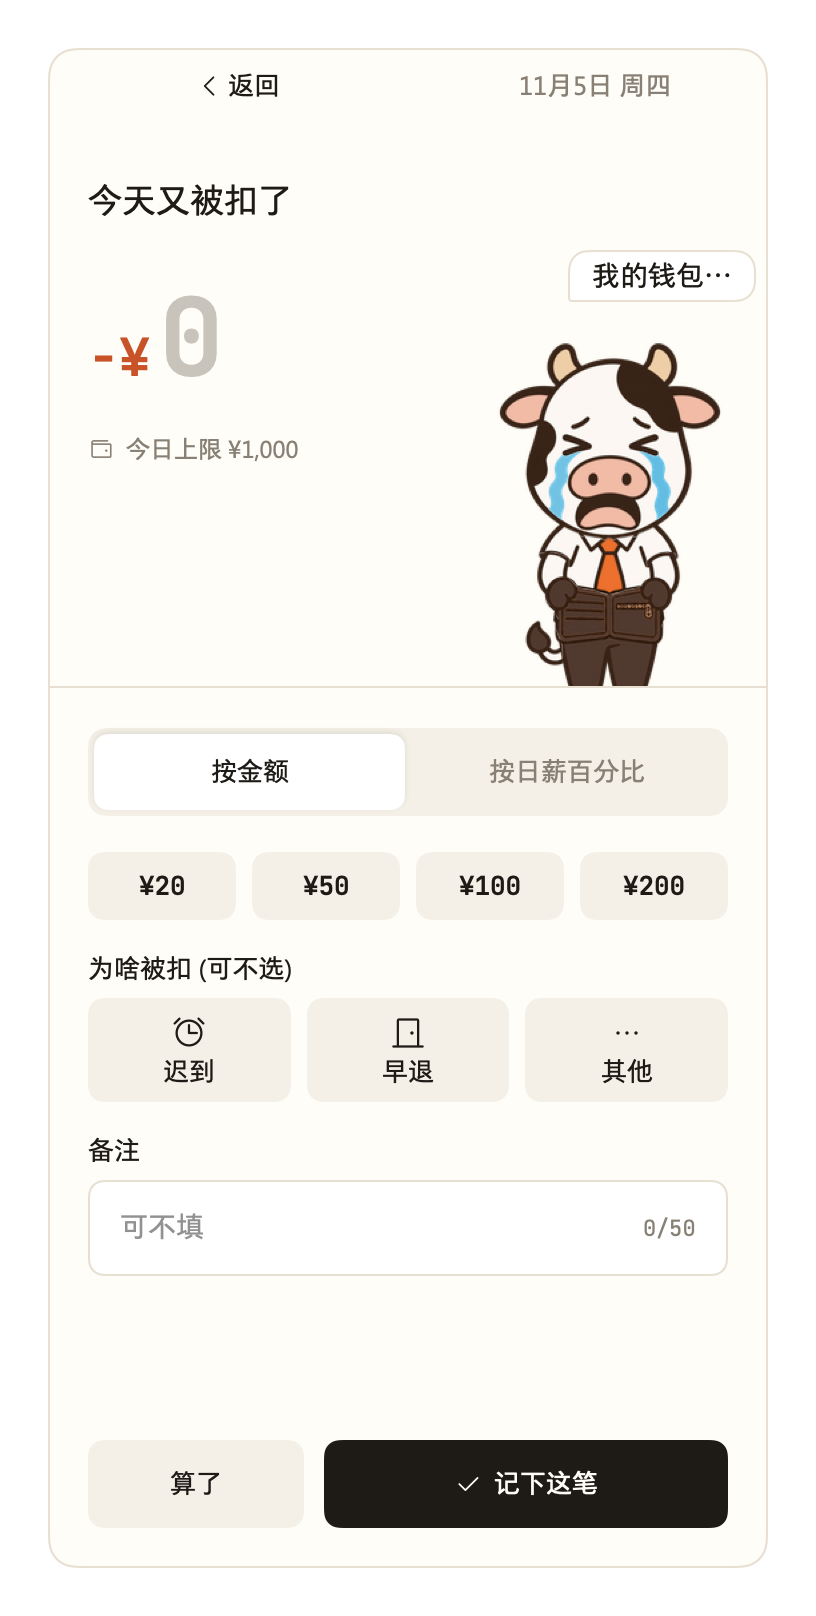 返回
11月5日 周四
今天又被扣了
我的钱包…
-¥0
今日上限 ¥1,000
按金额
按日薪百分比
¥20
¥50
¥100
¥200
为啥被扣 (可不选)
迟到
早退
其他
备注
可不填
0/50
算了
记下这笔